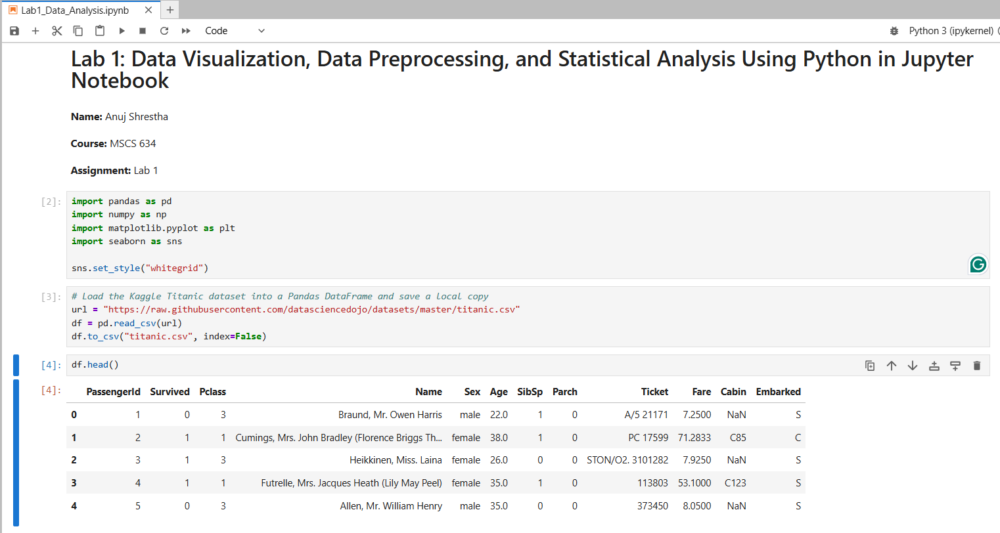 Lab1_Data_Analysis.ipynb
Code
Python 3 (ipykernel)
Lab 1: Data Visualization, Data Preprocessing, and Statistical Analysis Using Python in Jupyter
Notebook
Name: Anuj Shrestha
Course: MSCS 634
Assignment: Lab 1
[2]:
import pandas as pd
import numpy as np
import matplotlib.pyplot as plt
import seaborn as sns
sns.set_style("whitegrid")
[3]:
# Load the Kaggle Titanic dataset into a Pandas DataFrame and save a local copy
url = "https://raw.githubusercontent.com/datasciencedojo/datasets/master/titanic.csv"
df = pd.read_csv(url)
df.to_csv("titanic.csv", index=False)
[4]: df.head()
[4]:
PassengerId Survived Pclass Name Sex Age SibSp Parch Ticket Fare Cabin Embarked
0 1 0 3 Braund, Mr. Owen Harris male 22.0 1 0 A/5 21171 7.2500 NaN S
1 2 1 1 Cumings, Mrs. John Bradley (Florence Briggs Th... female 38.0 1 0 PC 17599 71.2833 C85 C
2 3 1 3 Heikkinen, Miss. Laina female 26.0 0 0 STON/O2. 3101282 7.9250 NaN S
3 4 1 1 Futrelle, Mrs. Jacques Heath (Lily May Peel) female 35.0 1 0 113803 53.1000 C123 S
4 5 0 3 Allen, Mr. William Henry male 35.0 0 0 373450 8.0500 NaN S